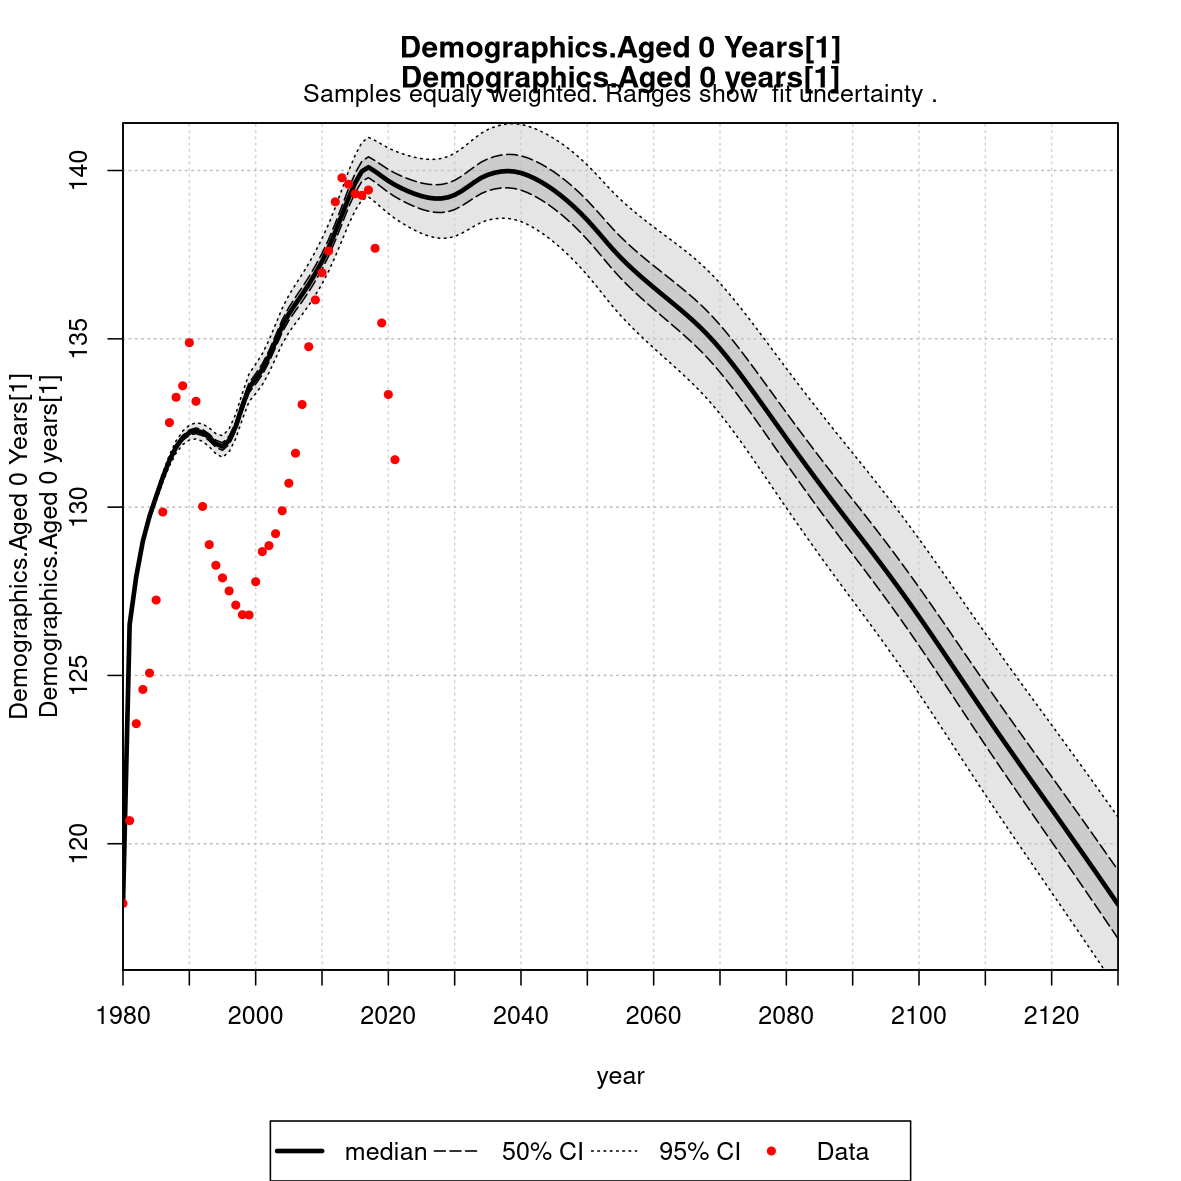 Demographics.Aged 0 Years[1]
Demographics.Aged 0 years[1]
Samples equaly weighted. Ranges show  fit uncertainty .
Demographics.Aged 0 Years[1]
Demographics.Aged 0 years[1]
140
135
130
125
120
1980 2000 2020 2040 2060 2080 2100 2120
year
median 50% CI 95% CI Data